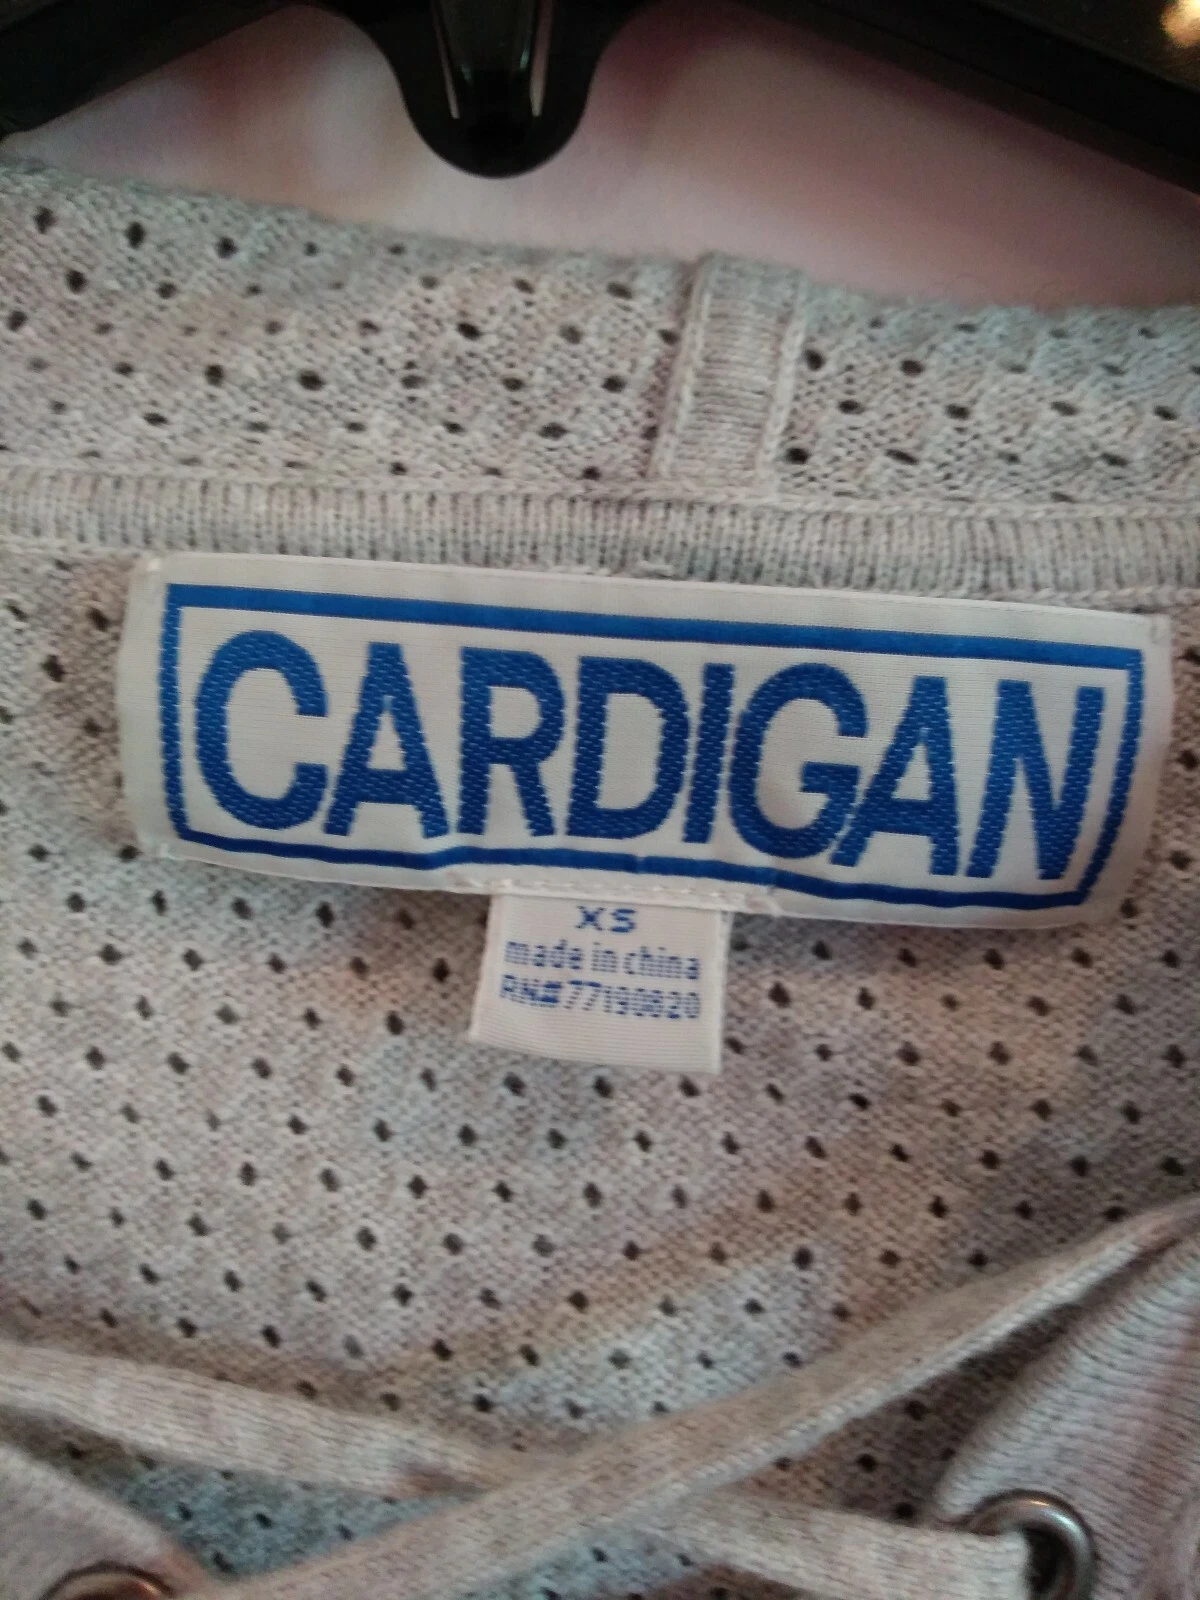 CARDIGAN
XS
made in china
RN#77190820